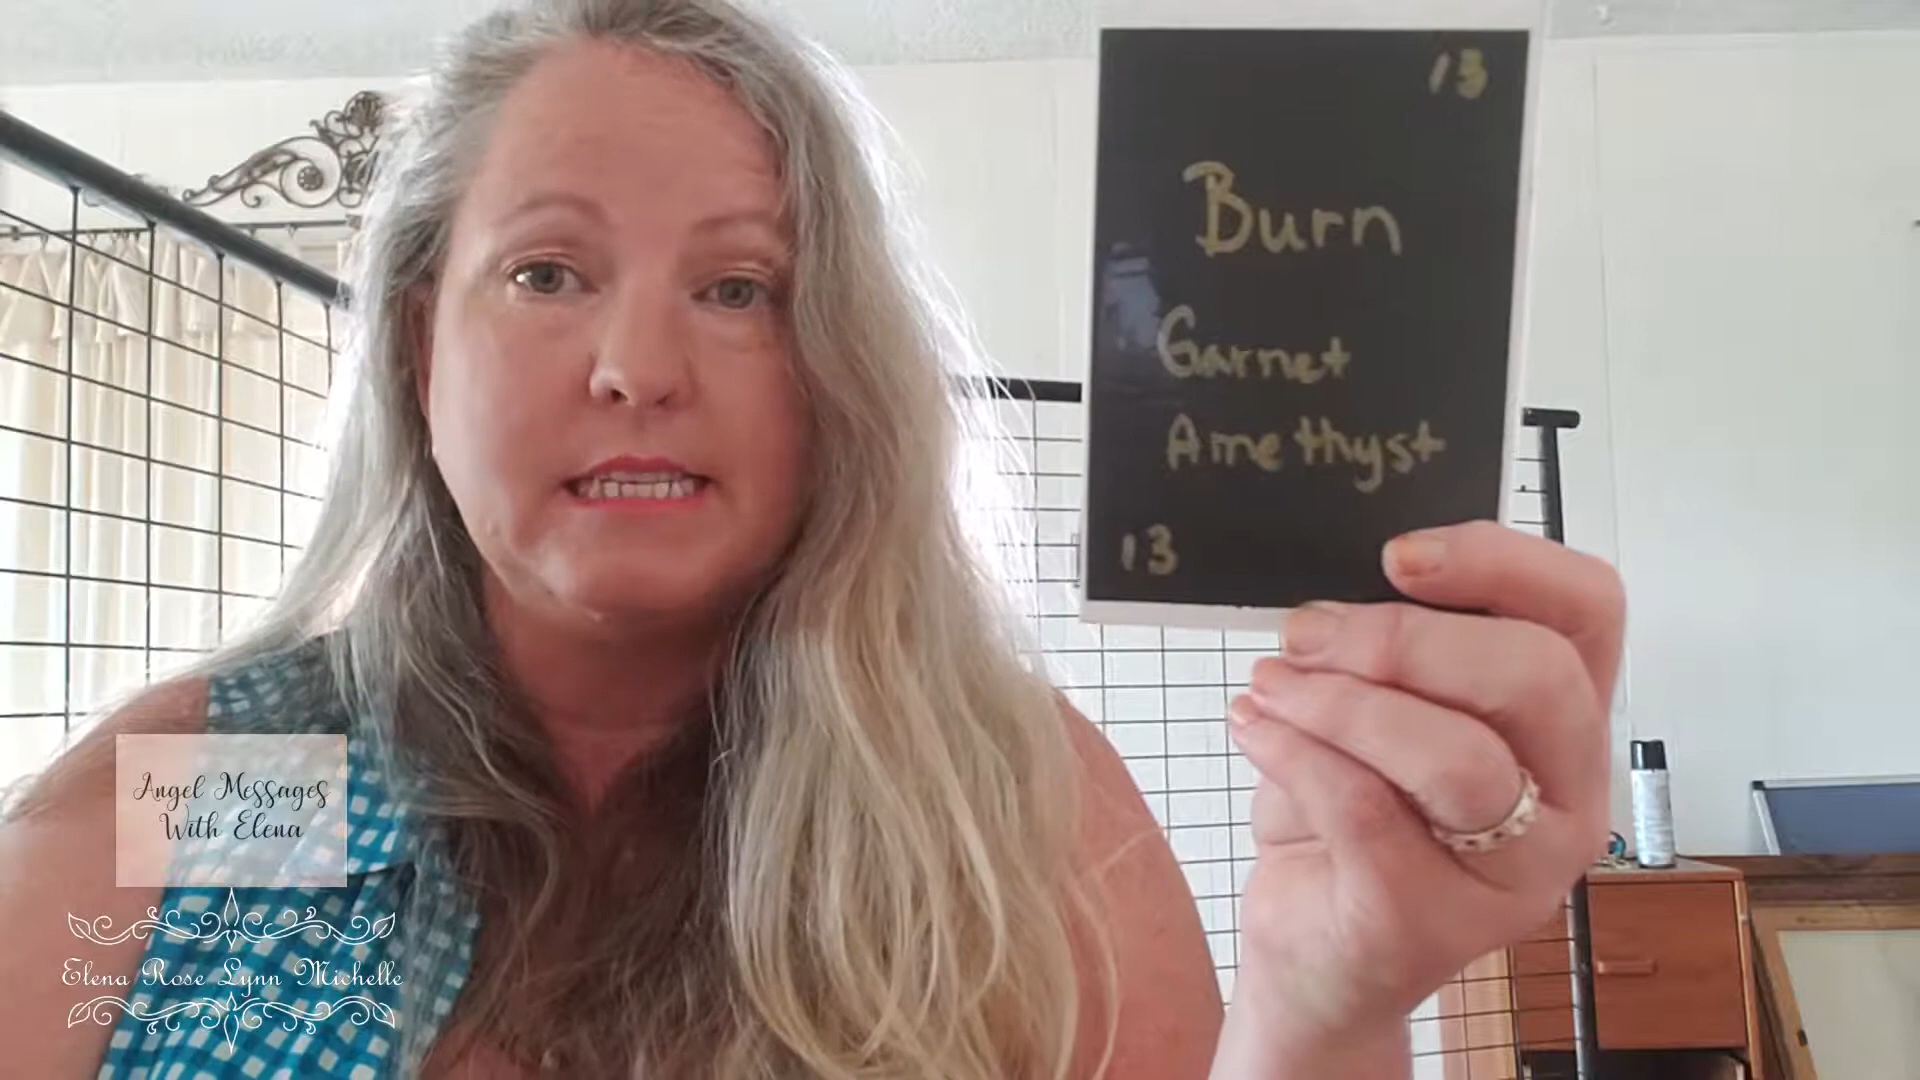 13
Burn
Garnet
Amethyst
13
Angel Messages
With Elena
Elena Rose Lynn Michelle